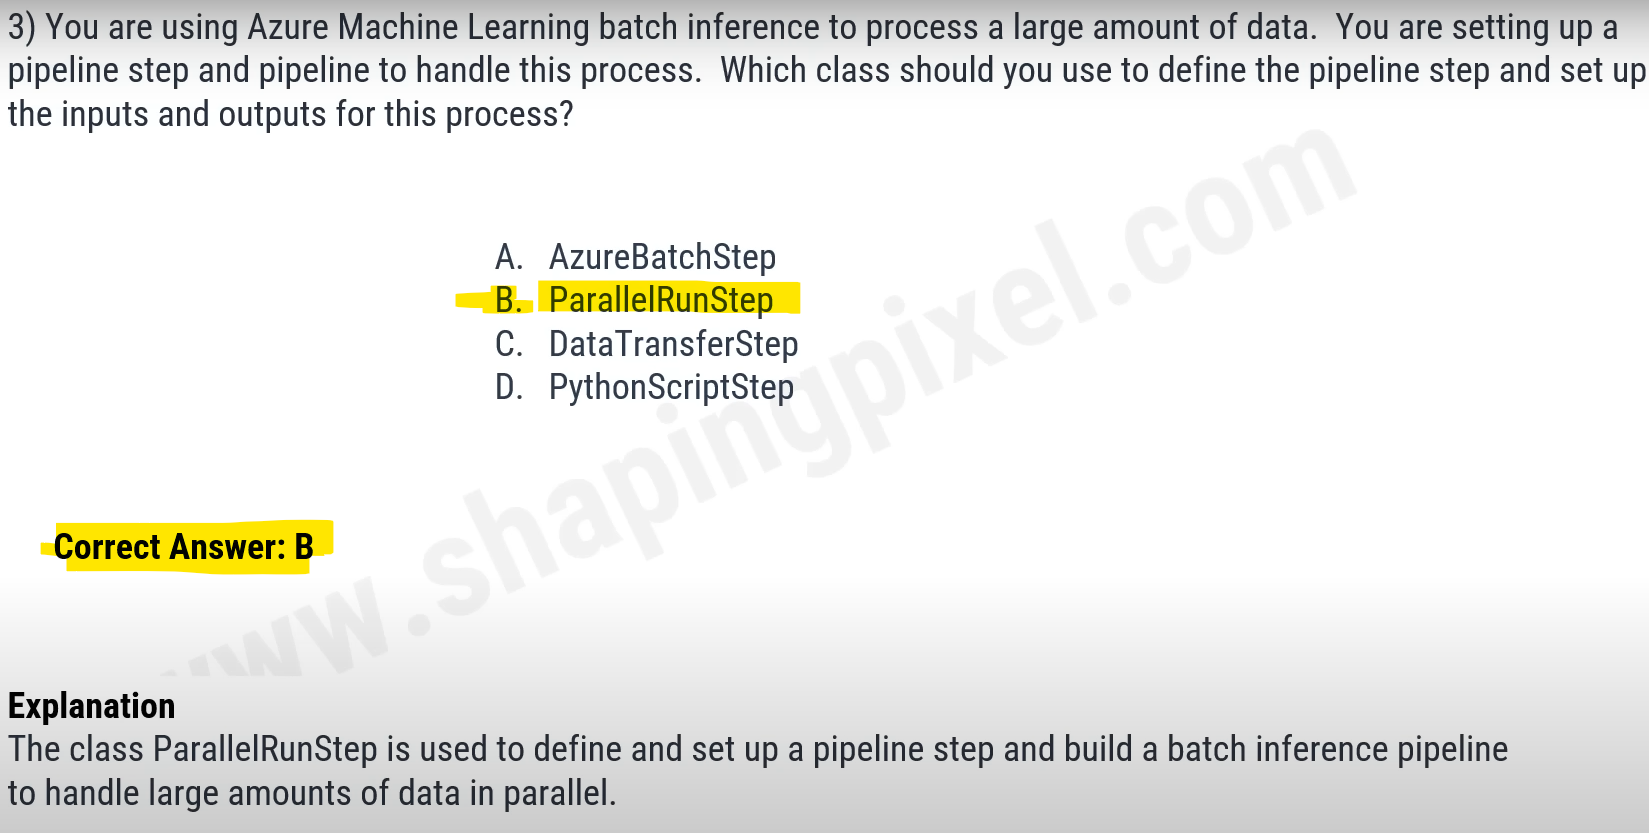 3) You are using Azure Machine Learning batch inference to process a large amount of data.  You are setting up a
pipeline step and pipeline to handle this process.  Which class should you use to define the pipeline step and set up
the inputs and outputs for this process?
A. AzureBatchStep
B. ParallelRunStep
C. DataTransferStep
D. PythonScriptStep
www.shapingpixel.com
Correct Answer: B
Explanation
The class ParallelRunStep is used to define and set up a pipeline step and build a batch inference pipeline
to handle large amounts of data in parallel.